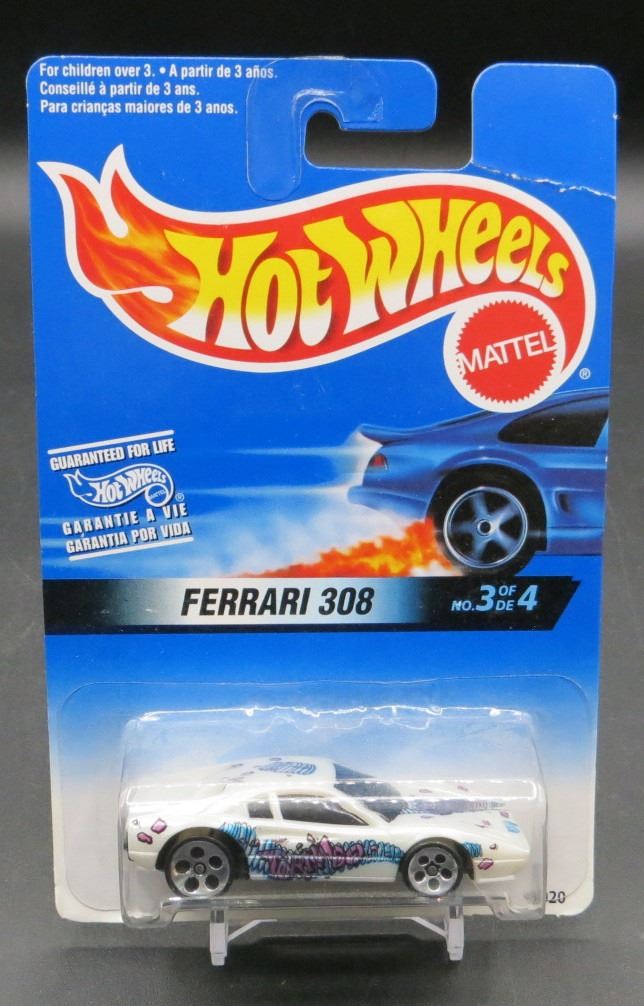 For children over 3. • A partir de 3 años.
Conseillé à partir de 3 ans.
Para crianças maiores de 3 anos.
Hot Wheels
MATTEL
®
GUARANTEED FOR LIFE
Hot Wheels
MATTEL
®
GARANTIE A VIE
GARANTIA POR VIDA
FERRARI 308
NO. 3 OF
DE 4